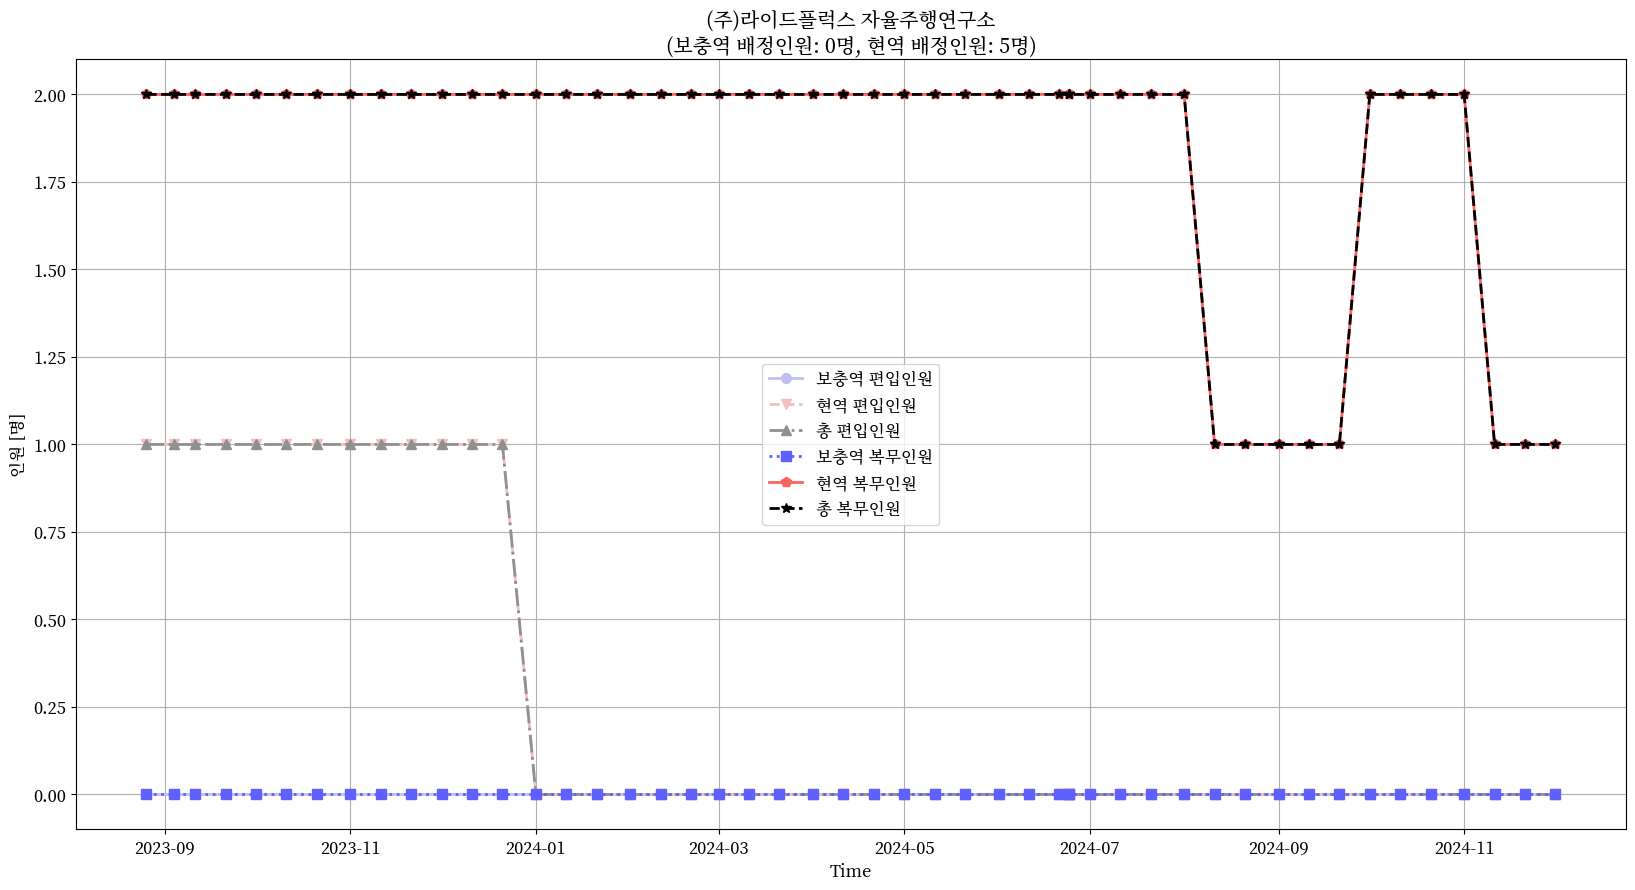 (주)라이드플럭스 자율주행연구소
(보충역 배정인원: 0명, 현역 배정인원: 5명)
인원 [명]
2.00
1.75
1.50
1.25
1.00
0.75
0.50
0.25
0.00
보충역 편입인원
현역 편입인원
총 편입인원
보충역 복무인원
현역 복무인원
총 복무인원
2023-09
2023-11
2024-01
2024-03
2024-05
2024-07
2024-09
2024-11
Time